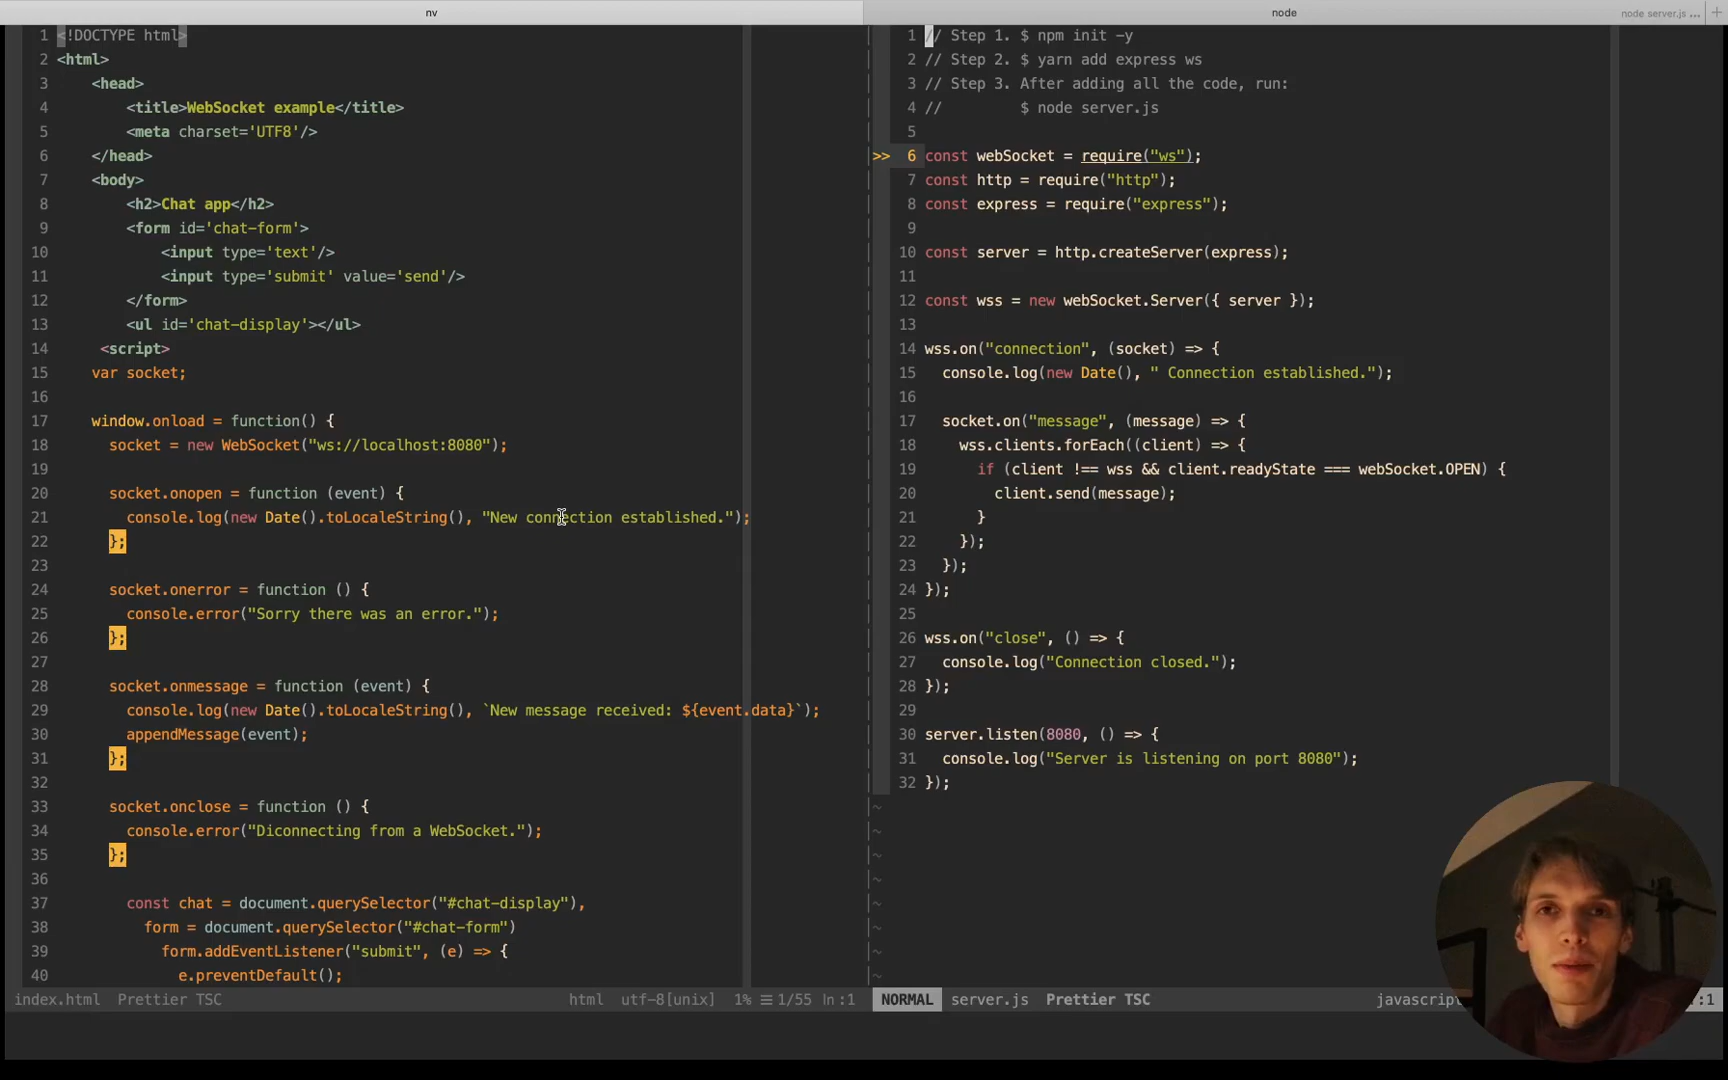 nv
node
node server.js ...
1 <!DOCTYPE html>
2 <html>
3 <head>
4 <title>WebSocket example</title>
5 <meta charset='UTF8'/>
6 </head>
7 <body>
8 <h2>Chat app</h2>
9 <form id='chat-form'>
10 <input type='text'/>
11 <input type='submit' value='send'/>
12 </form>
13 <ul id='chat-display'></ul>
14 <script>
15 var socket;
16
17 window.onload = function() {
18 socket = new WebSocket("ws://localhost:8080");
19
20 socket.onopen = function (event) {
21 console.log(new Date().toLocaleString(), "New connection established.");
22 };
23
24 socket.onerror = function () {
25 console.error("Sorry there was an error.");
26 };
27
28 socket.onmessage = function (event) {
29 console.log(new Date().toLocaleString(), `New message received: ${event.data}`);
30 appendMessage(event);
31 };
32
33 socket.onclose = function () {
34 console.error("Diconnecting from a WebSocket.");
35 };
36
37 const chat = document.querySelector("#chat-display"),
38 form = document.querySelector("#chat-form")
39 form.addEventListener("submit", (e) => {
40 e.preventDefault();
index.html Prettier TSC html utf-8[unix] 1% ☰ 1/55 ln:1
1 // Step 1. $ npm init -y
2 // Step 2. $ yarn add express ws
3 // Step 3. After adding all the code, run:
4 // $ node server.js
5
>> 6 const webSocket = require("ws");
7 const http = require("http");
8 const express = require("express");
9
10 const server = http.createServer(express);
11
12 const wss = new webSocket.Server({ server });
13
14 wss.on("connection", (socket) => {
15 console.log(new Date(), " Connection established.");
16
17 socket.on("message", (message) => {
18 wss.clients.forEach((client) => {
19 if (client !== wss && client.readyState === webSocket.OPEN) {
20 client.send(message);
21 }
22 });
23 });
24 });
25
26 wss.on("close", () => {
27 console.log("Connection closed.");
28 });
29
30 server.listen(8080, () => {
31 console.log("Server is listening on port 8080");
32 });
~
~
~
~
~
~
~
~
NORMAL server.js Prettier TSC javascript :1